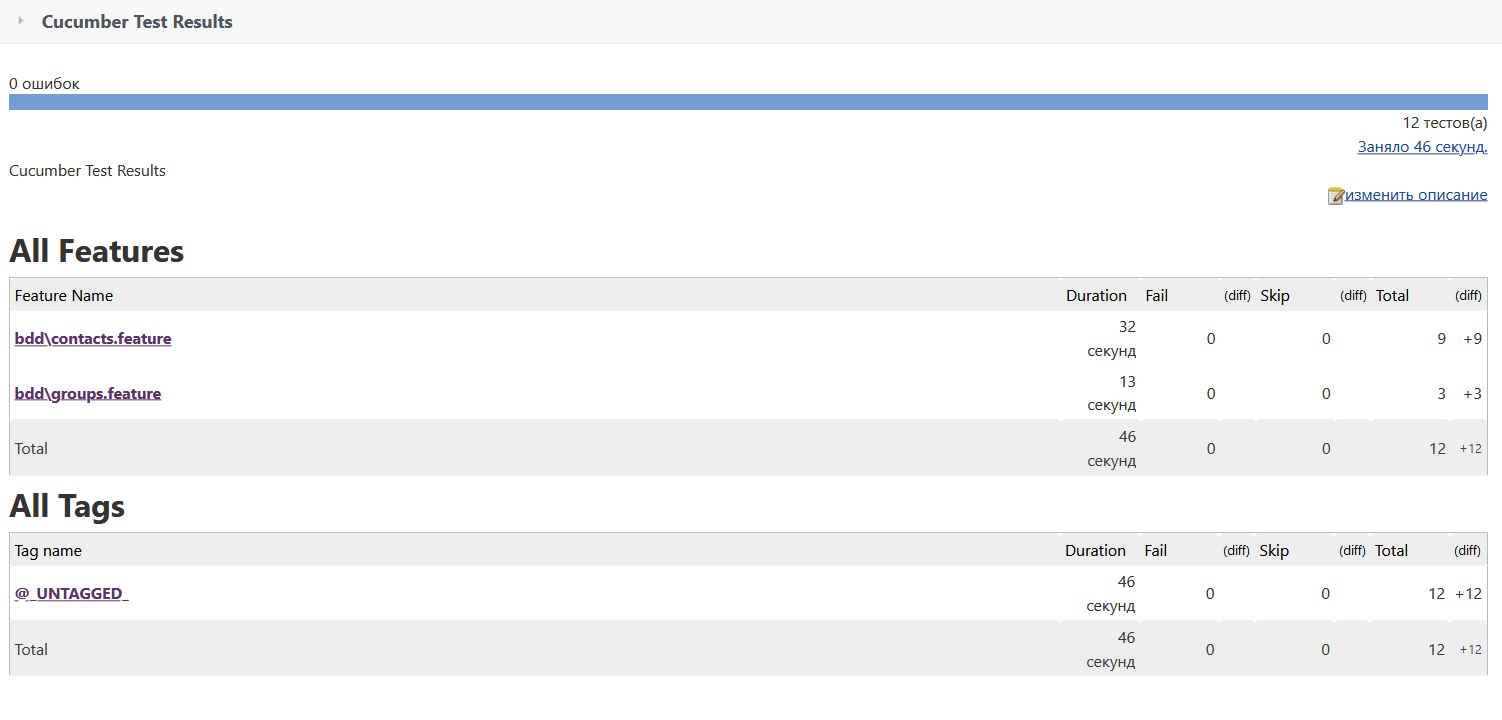 Cucumber Test Results
0 ошибок
12 тестов(а)
Заняло 46 секунд.
Cucumber Test Results
изменить описание
All Features
Feature Name Duration Fail (diff) Skip (diff) Total (diff)
bdd\contacts.feature 32 секунд 0 0 9 +9
bdd\groups.feature 13 секунд 0 0 3 +3
Total 46 секунд 0 0 12 +12
All Tags
Tag name Duration Fail (diff) Skip (diff) Total (diff)
@_UNTAGGED_ 46 секунд 0 0 12 +12
Total 46 секунд 0 0 12 +12